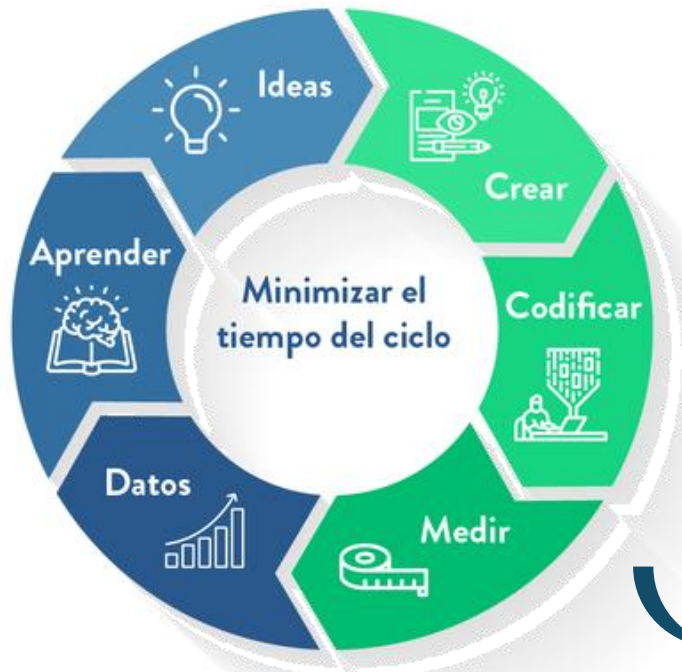 Ideas
Crear
Codificar
Medir
Datos
Aprender
Minimizar el
tiempo del ciclo